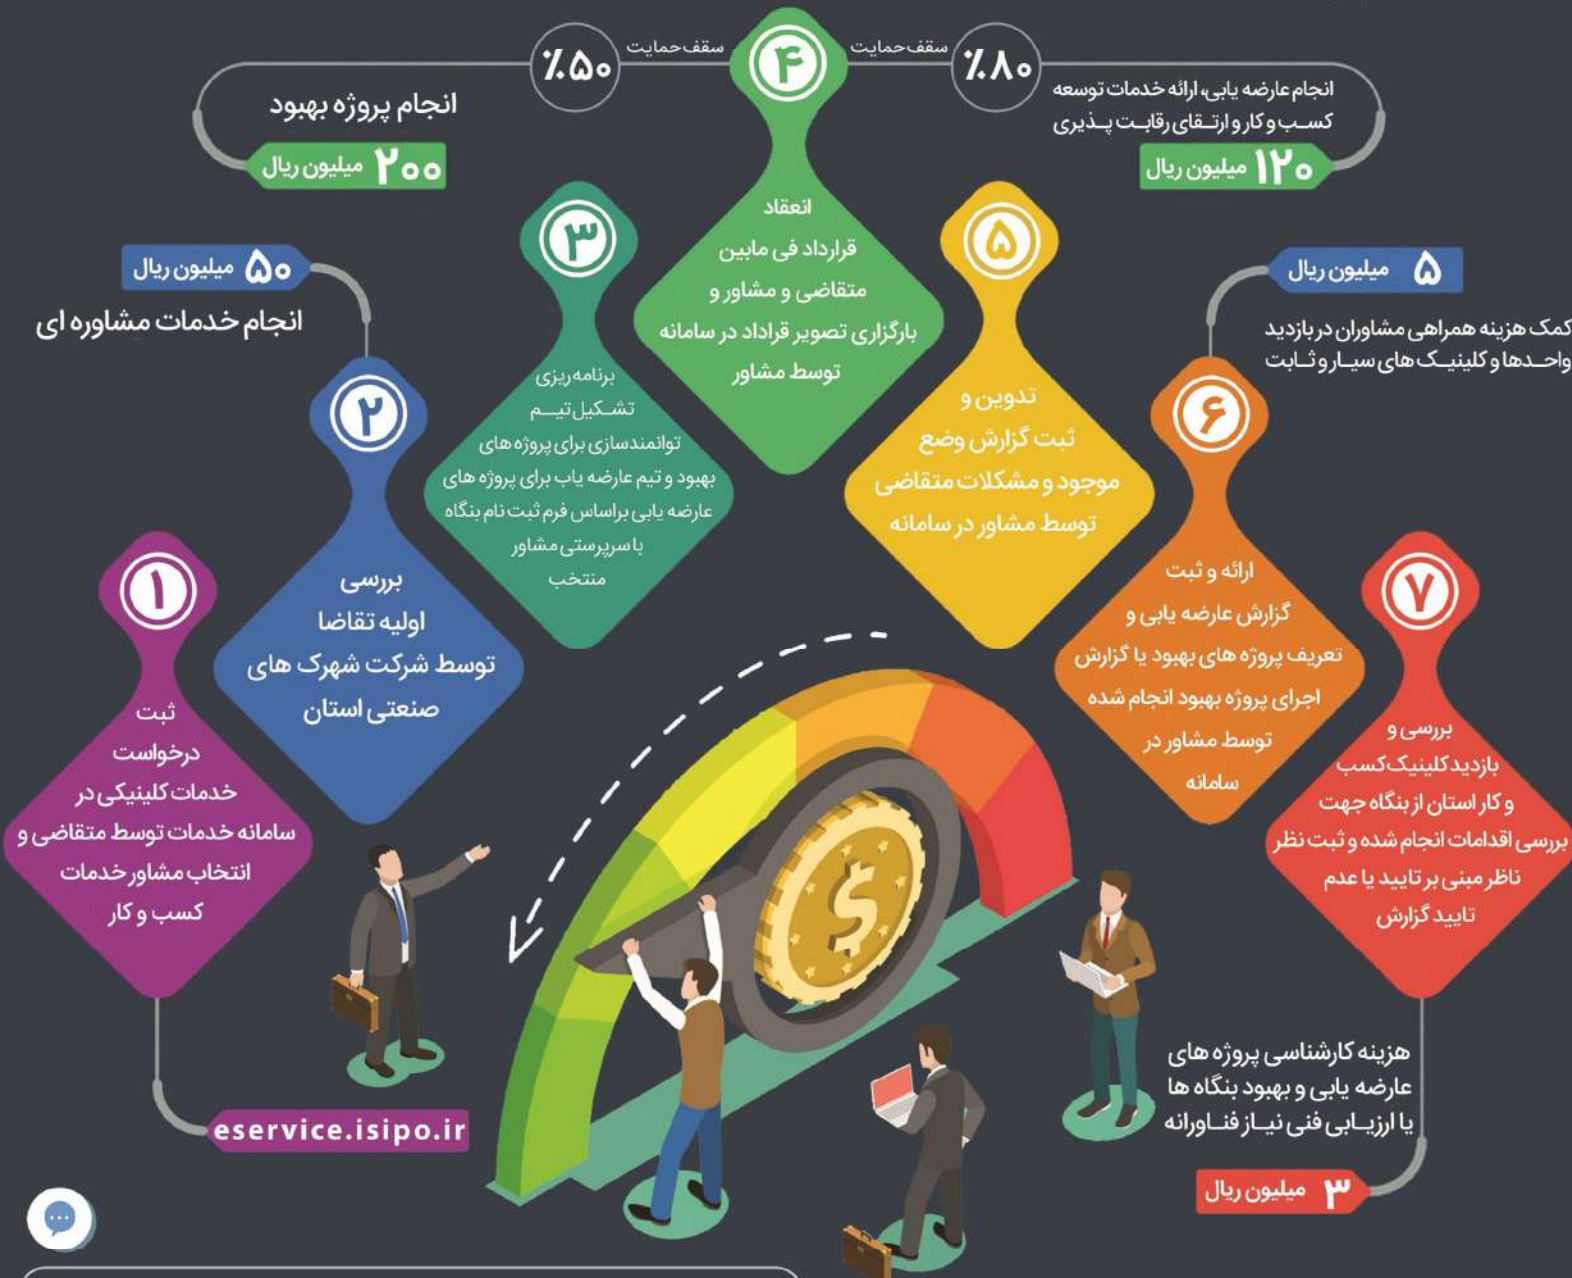 ۱
ثبت
درخواست
خدمات کلینیکی در
سامانه خدمات توسط متقاضی و
انتخاب مشاور خدمات
کسب و کار
eservice.isipo.ir
۵۰ میلیون ریال
انجام خدمات مشاوره ای
۲
بررسی
اولیه تقاضا
توسط شرکت شهرک های
صنعتی استان
۳
برنامه ریزی
تشکیل تیم
توانمندسازی برای پروژه های
بهبود و تیم عارضه یاب برای پروژه های
عارضه یابی براساس فرم ثبت نام بنگاه
با سرپرستی مشاور
منتخب
۴
انعقاد
قرارداد فی مابین
متقاضی و مشاور و
بارگزاری تصویر قراداد در سامانه
توسط مشاور
سقف حمایت
٪۵۰
انجام پروژه بهبود
۲۰۰ میلیون ریال
سقف حمایت
٪۸۰
انجام عارضه یابی، ارائه خدمات توسعه
کسب و کار و ارتقای رقابت پذیری
۱۲۰ میلیون ریال
۵
تدوین و
ثبت گزارش وضع
موجود و مشکلات متقاضی
توسط مشاور در سامانه
۵ میلیون ریال
کمک هزینه همراهی مشاوران در بازدید
واحدها و کلینیک های سیار و ثابت
۶
ارائه و ثبت
گزارش عارضه یابی و
تعریف پروژه های بهبود یا گزارش
اجرای پروژه بهبود انجام شده
توسط مشاور در
سامانه
۷
بررسی و
بازدید کلینیک کسب
و کار استان از بنگاه جهت
بررسی اقدامات انجام شده و ثبت نظر
ناظر مبنی بر تایید یا عدم
تایید گزارش
هزینه کارشناسی پروژه های
عارضه یابی و بهبود بنگاه ها
یا ارزیابی فنی نیاز فناورانه
۳ میلیون ریال